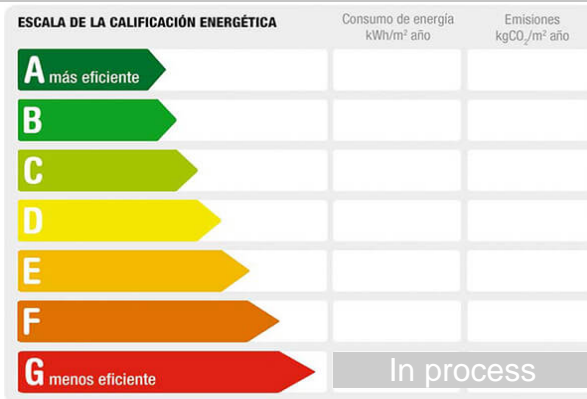 ESCALA DE LA CALIFICACIÓN ENERGÉTICA
Consumo de energía
kWh/m² año
Emisiones
kgCO₂/m² año
A más eficiente
B
C
D
E
F
G menos eficiente
In process